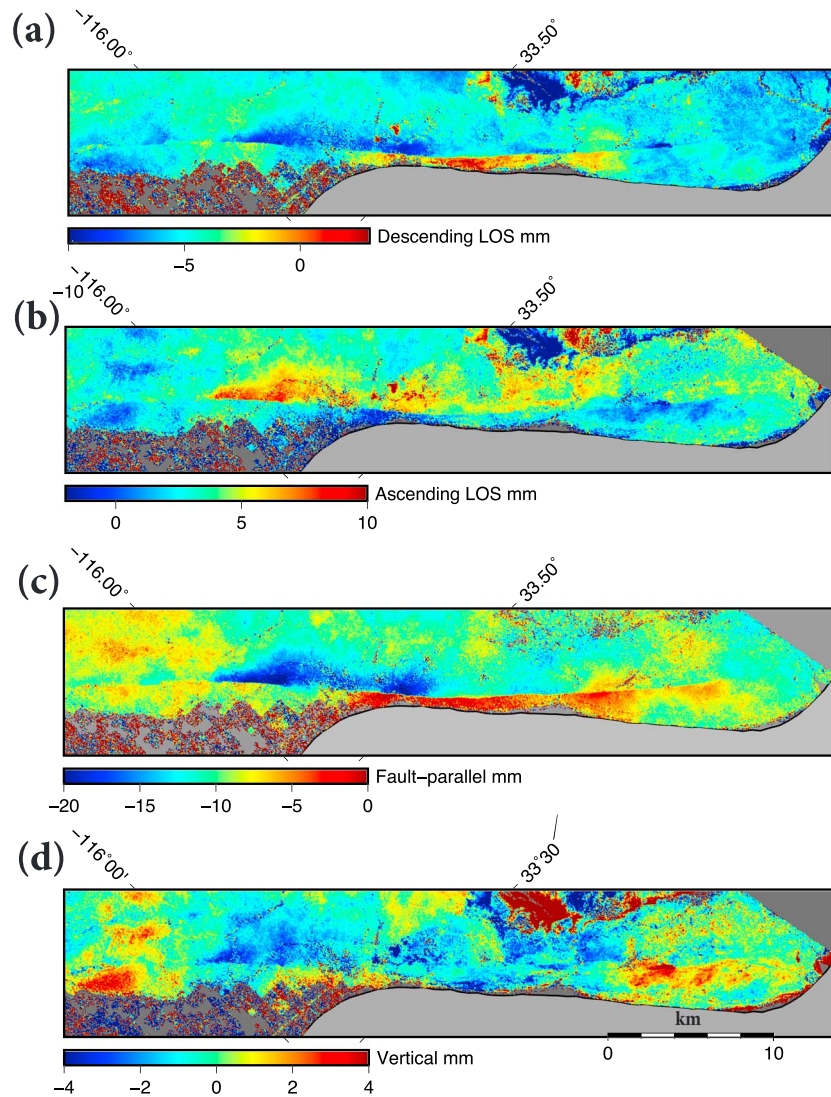 (a)
−116.00°
33.50°
Descending LOS mm
−10
−5
0
(b)
−116.00°
33.50°
Ascending LOS mm
0
5
10
(c)
−116.00°
33.50°
Fault−parallel mm
−20
−15
−10
−5
0
(d)
−116°00'
33°30
km
0
10
Vertical mm
−4
−2
0
2
4